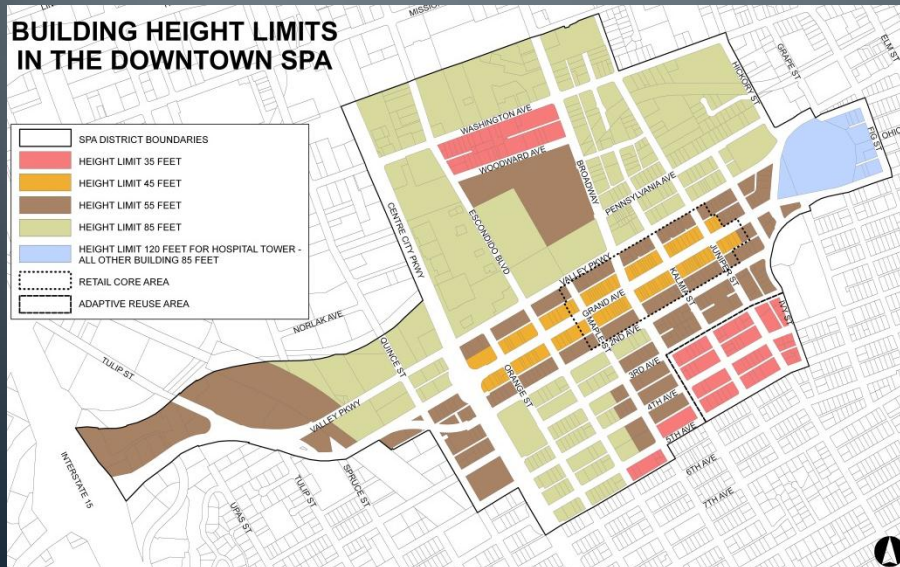 BUILDING HEIGHT LIMITS
IN THE DOWNTOWN SPA
SPA DISTRICT BOUNDARIES
HEIGHT LIMIT 35 FEET
HEIGHT LIMIT 45 FEET
HEIGHT LIMIT 55 FEET
HEIGHT LIMIT 85 FEET
HEIGHT LIMIT 120 FEET FOR HOSPITAL TOWER -
ALL OTHER BUILDING 85 FEET
RETAIL CORE AREA
ADAPTIVE REUSE AREA
HICKORY ST
GRAPE ST
ELM ST
FIG ST
WASHINGTON AVE
WOODWARD AVE
BROADWAY
PENNSYLVANIA AVE
CENTRE CITY PKWY
ESCONDIDO BLVD
VALLEY PKWY
GRAND AVE
JUNIPER ST
KALMIA ST
MAPLE ST
2ND AVE
IVY ST
NORLAK AVE
QUINCE ST
ORANGE ST
3RD AVE
4TH AVE
5TH AVE
6TH AVE
7TH AVE
TULIP ST
VALLEY PKWY
INTERSTATE 15
UPAS ST
TULIP ST
SPRUCE ST